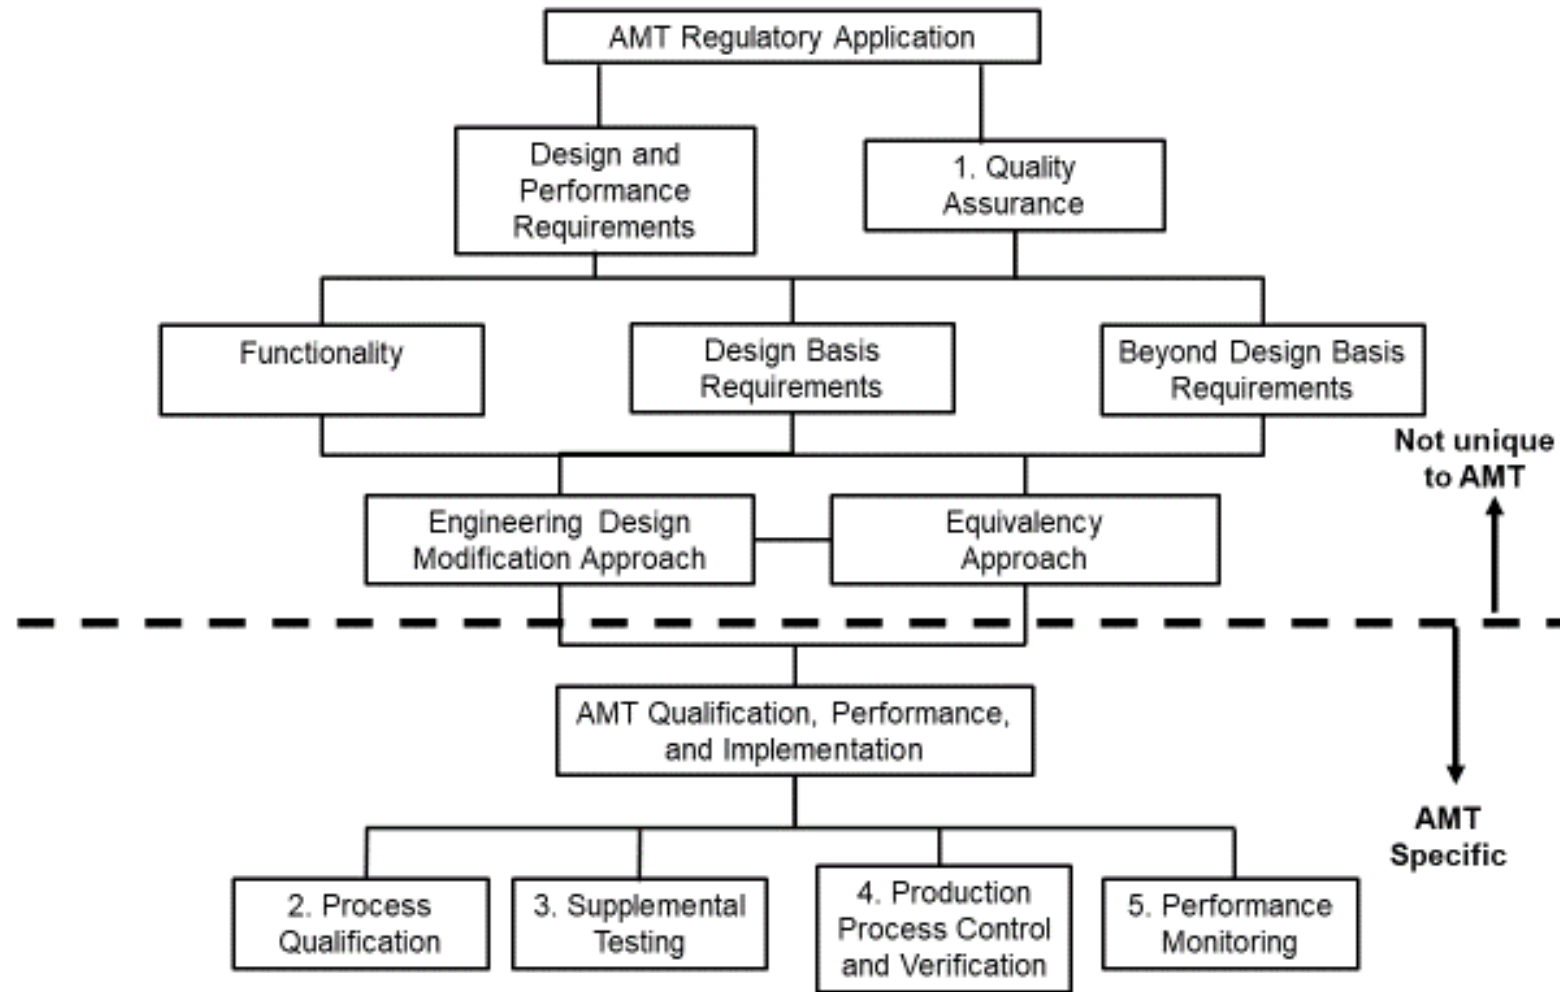 AMT Regulatory Application
Design and
Performance
Requirements
1. Quality
Assurance
Functionality
Design Basis
Requirements
Beyond Design Basis
Requirements
Not unique
to AMT
Engineering Design
Modification Approach
Equivalency
Approach
AMT Qualification, Performance,
and Implementation
AMT
Specific
2. Process
Qualification
3. Supplemental
Testing
4. Production
Process Control
and Verification
5. Performance
Monitoring